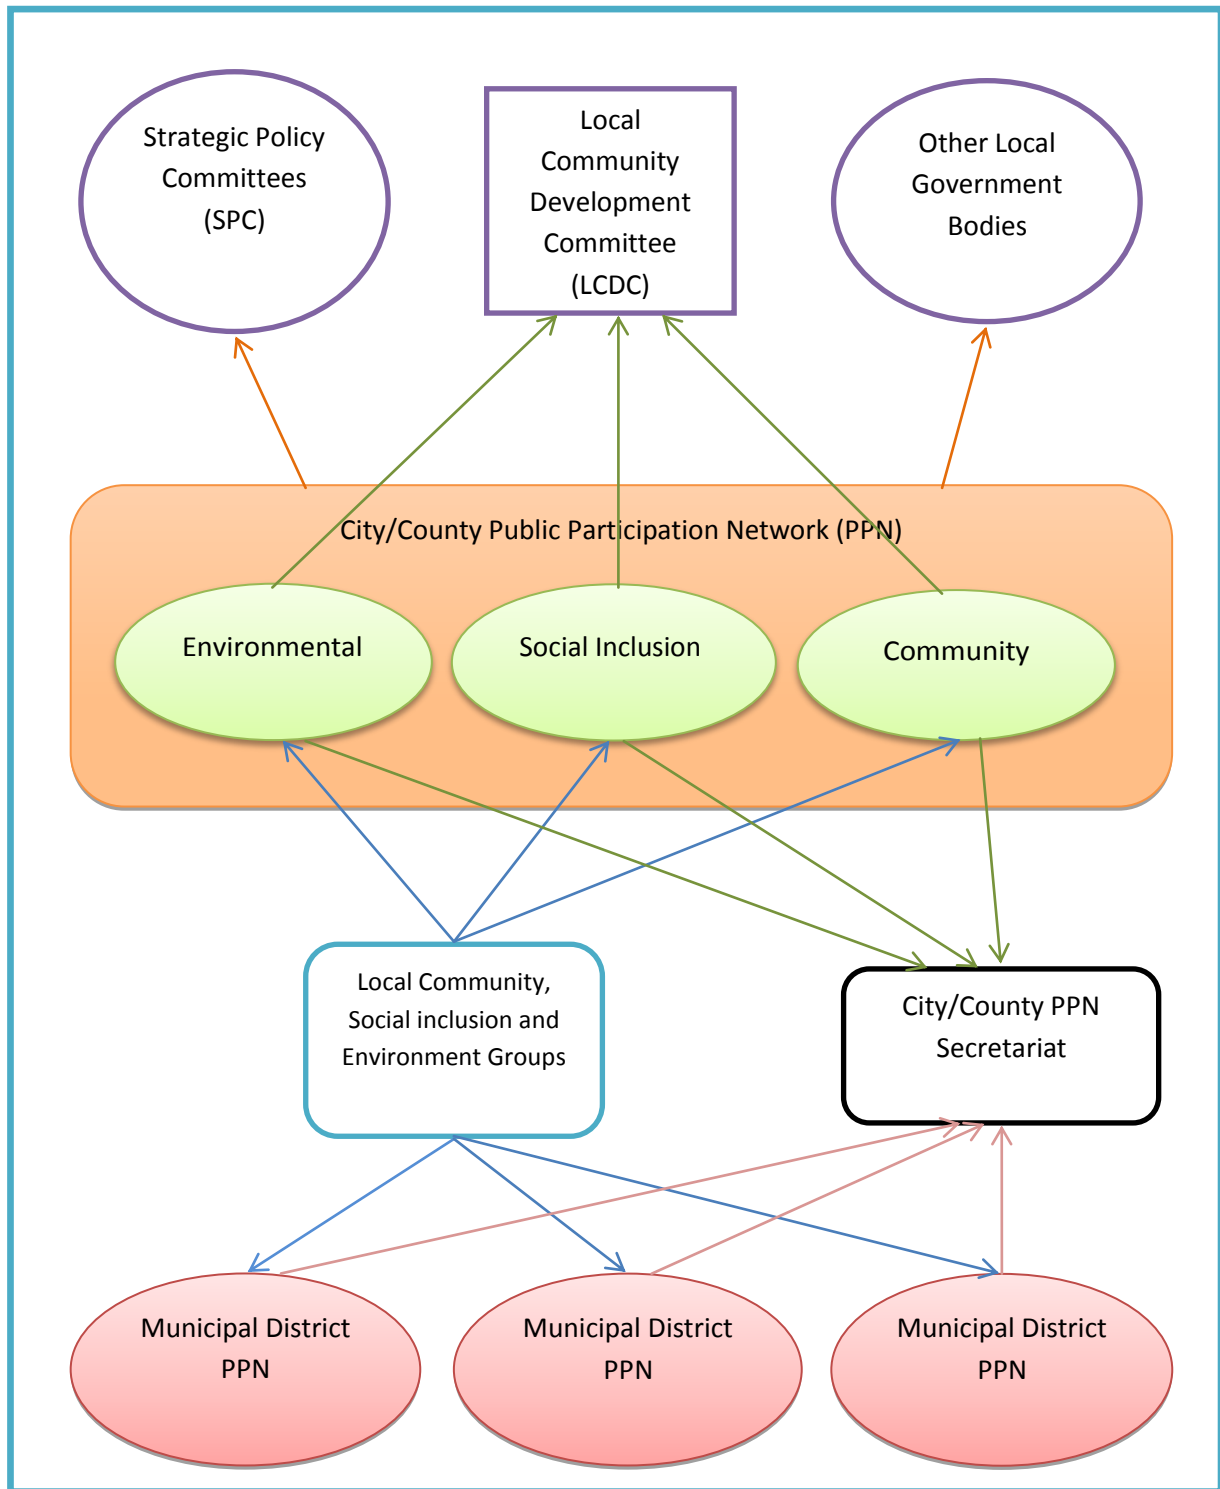 Strategic Policy
Committees
(SPC)
Local
Community
Development
Committee
(LCDC)
Other Local
Government
Bodies
City/County Public Participation Network (PPN)
Environmental
Social Inclusion
Community
Local Community,
Social inclusion and
Environment Groups
City/County PPN
Secretariat
Municipal District
PPN
Municipal District
PPN
Municipal District
PPN